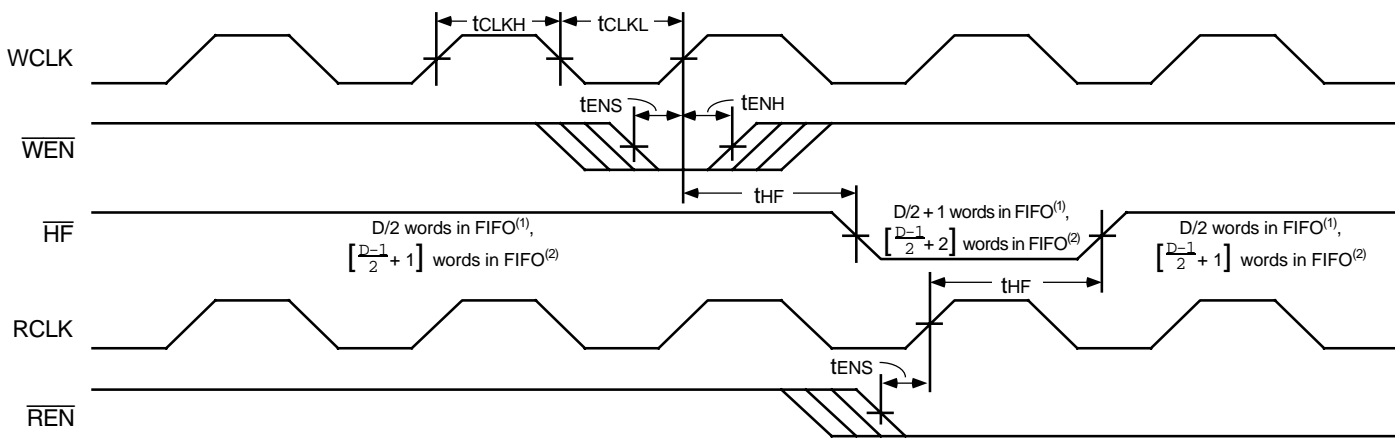 tCLKH
tCLKL
WCLK
tENS
tENH
WEN
tHF
HF
D/2 words in FIFO(1),
[D-1/2 + 1] words in FIFO(2)
D/2 + 1 words in FIFO(1),
[D-1/2 + 2] words in FIFO(2)
D/2 words in FIFO(1),
[D-1/2 + 1] words in FIFO(2)
tHF
RCLK
tENS
REN